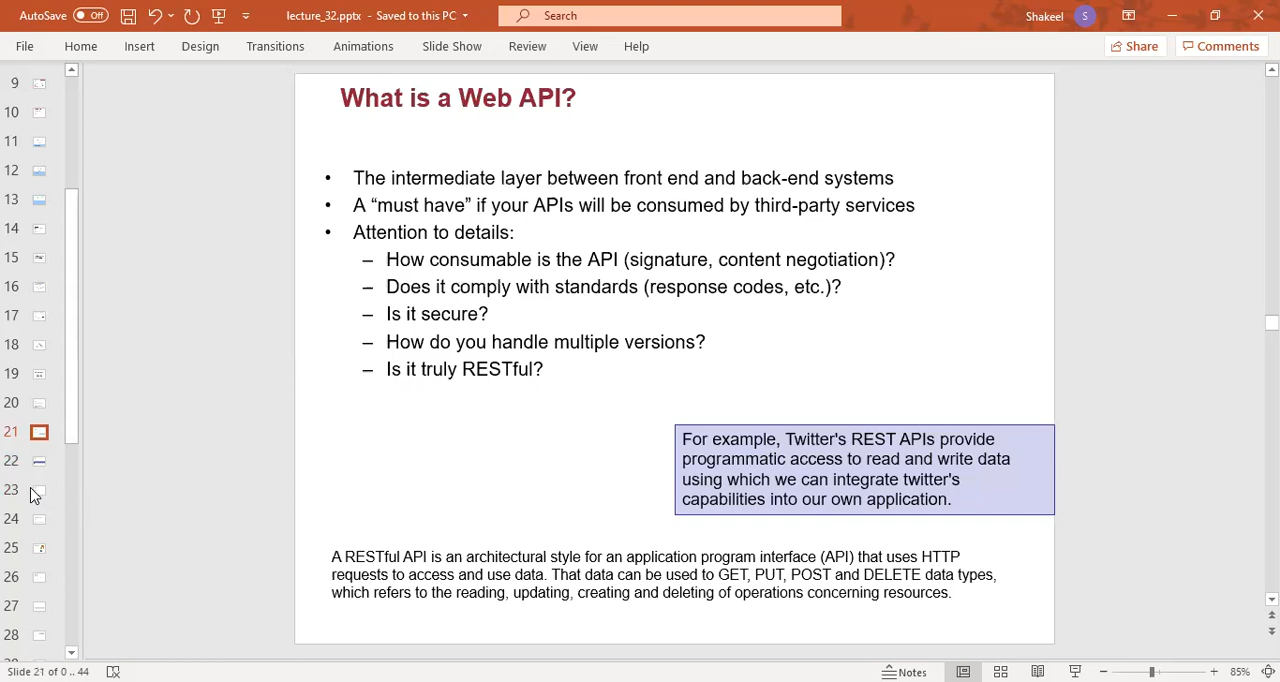 AutoSave Off lecture_32.pptx - Saved to this PC Search Shakeel S
File Home Insert Design Transitions Animations Slide Show Review View Help Share Comments
9
10
11
12
13
14
15
16
17
18
19
20
21
22
23
24
25
26
27
28
What is a Web API?
• The intermediate layer between front end and back-end systems
• A “must have” if your APIs will be consumed by third-party services
• Attention to details:
– How consumable is the API (signature, content negotiation)?
– Does it comply with standards (response codes, etc.)?
– Is it secure?
– How do you handle multiple versions?
– Is it truly RESTful?
For example, Twitter's REST APIs provide
programmatic access to read and write data
using which we can integrate twitter's
capabilities into our own application.
A RESTful API is an architectural style for an application program interface (API) that uses HTTP
requests to access and use data. That data can be used to GET, PUT, POST and DELETE data types,
which refers to the reading, updating, creating and deleting of operations concerning resources.
Slide 21 of 0 .. 44 Notes 85%